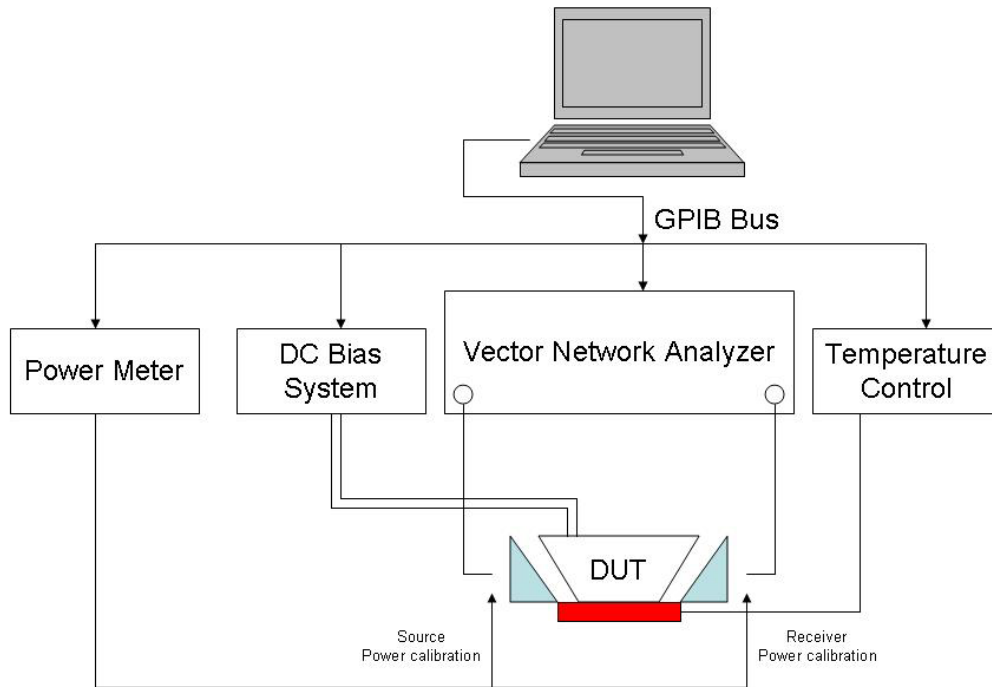 GPIB Bus
Power Meter
DC Bias
System
Vector Network Analyzer
Temperature
Control
DUT
Source
Power calibration
Receiver
Power calibration